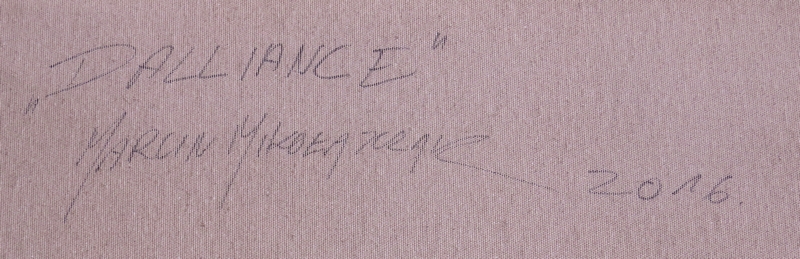 „DALLIANCE"
MARCIN MIKOŁAJCZAK 2016.